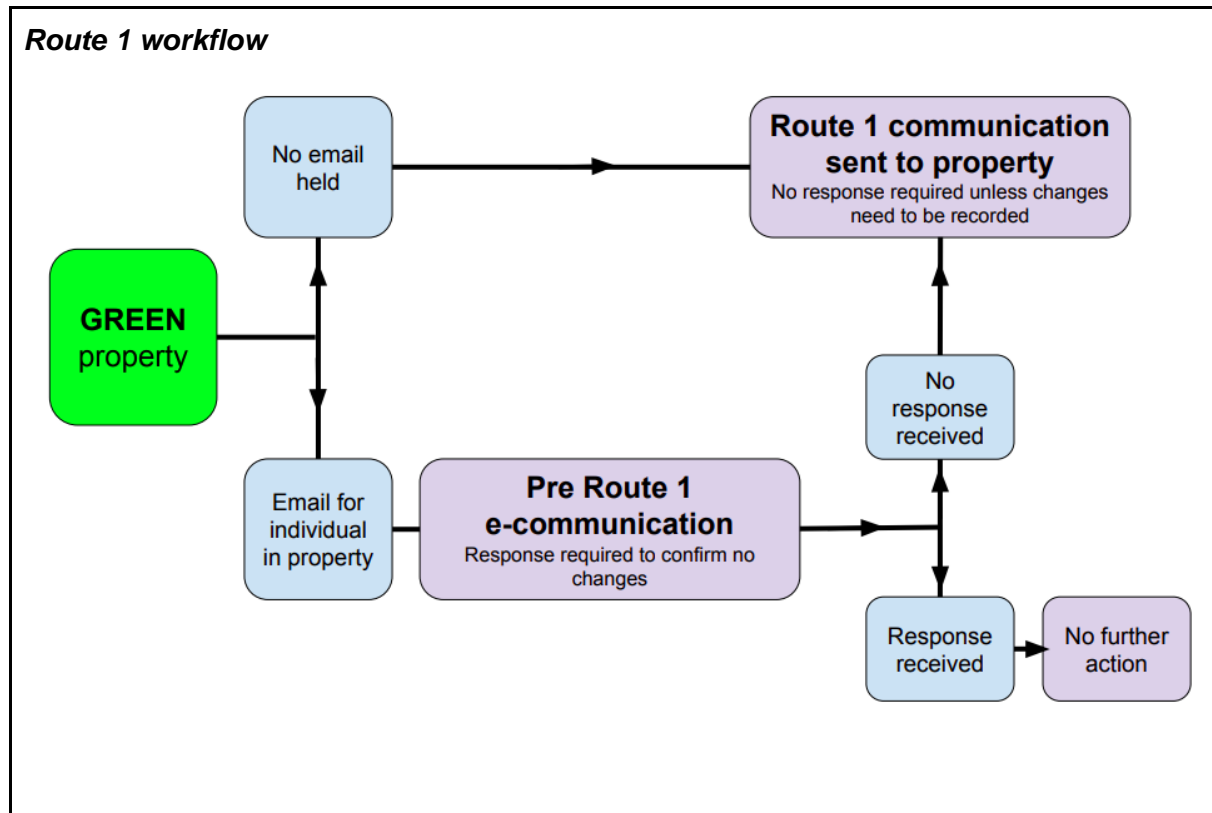 Route 1 workflow
No email
held
Route 1 communication
sent to property
No response required unless changes
need to be recorded
GREEN
property
No
response
received
Email for
individual
in property
Pre Route 1
e-communication
Response required to confirm no
changes
Response
received
No further
action